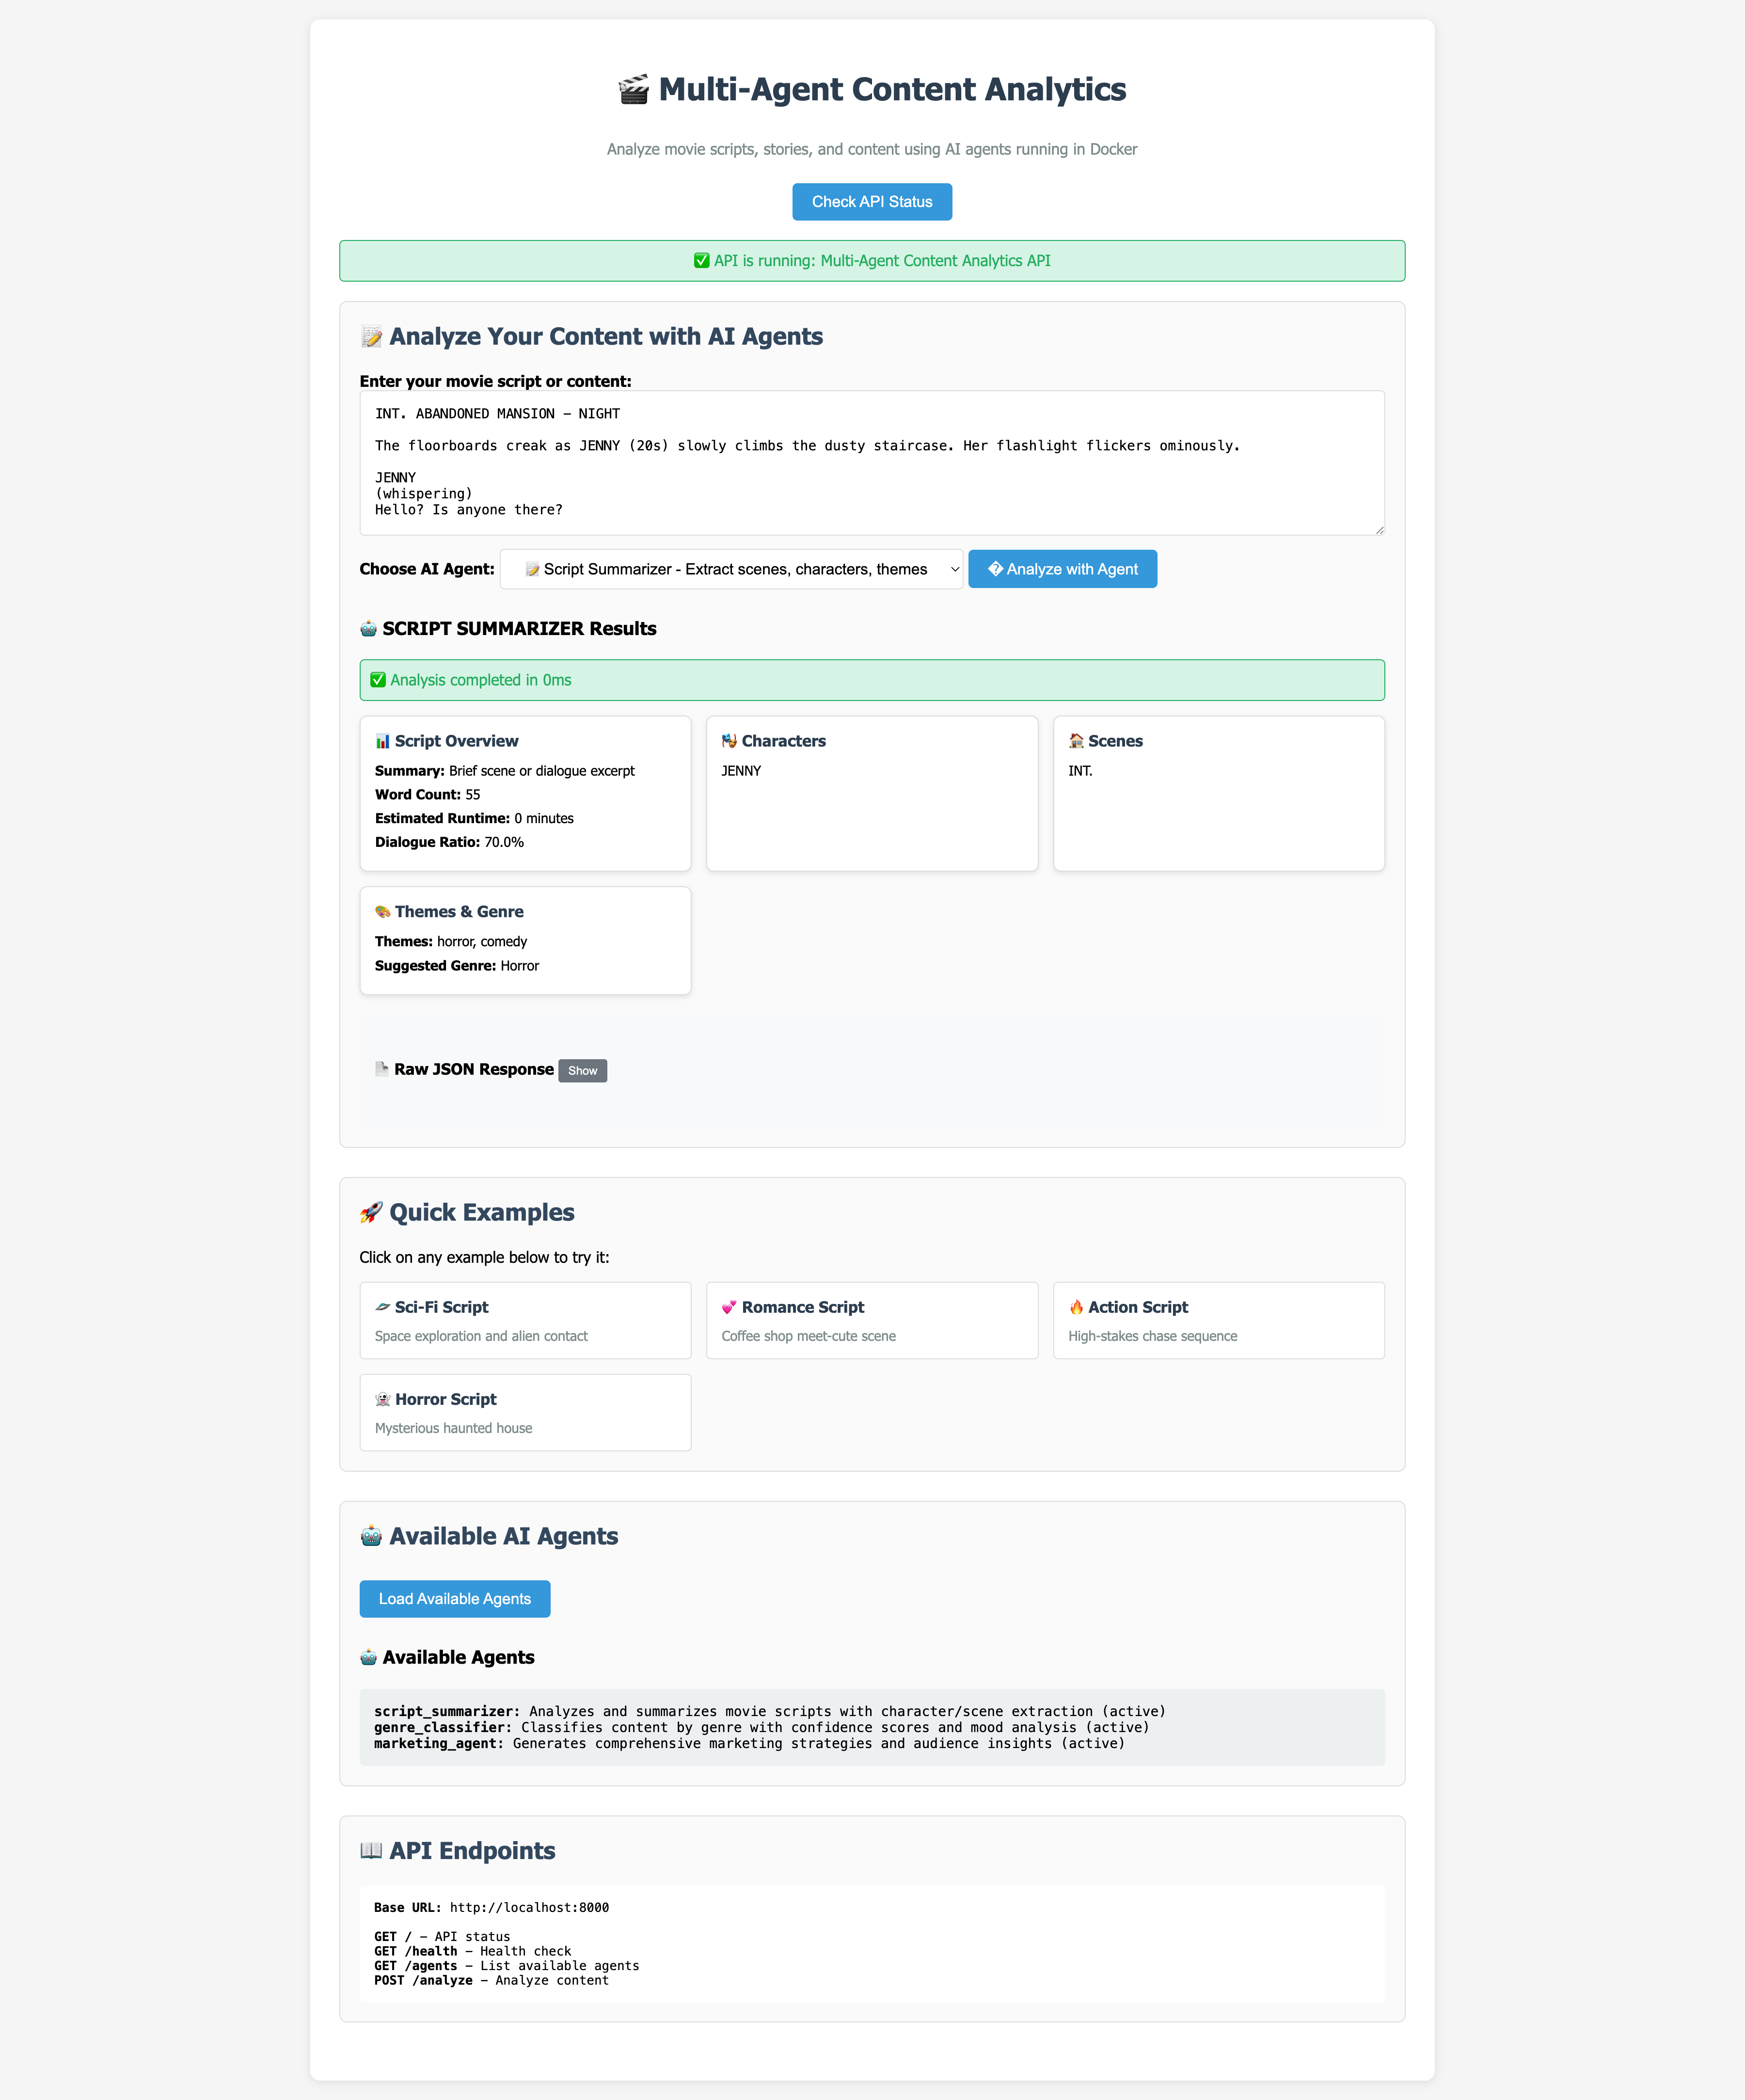 🎬 Multi-Agent Content Analytics
Analyze movie scripts, stories, and content using AI agents running in Docker
Check API Status
✅ API is running: Multi-Agent Content Analytics API
📝 Analyze Your Content with AI Agents
Enter your movie script or content:
INT. ABANDONED MANSION - NIGHT
The floorboards creak as JENNY (20s) slowly climbs the dusty staircase. Her flashlight flickers ominously.
JENNY
(whispering)
Hello? Is anyone there?
Choose AI Agent: 📝 Script Summarizer - Extract scenes, characters, themes � Analyze with Agent
🤖 SCRIPT SUMMARIZER Results
✅ Analysis completed in 0ms
📊 Script Overview
Summary: Brief scene or dialogue excerpt
Word Count: 55
Estimated Runtime: 0 minutes
Dialogue Ratio: 70.0%
🎭 Characters
JENNY
🏠 Scenes
INT.
🎨 Themes & Genre
Themes: horror, comedy
Suggested Genre: Horror
📄 Raw JSON Response Show
🚀 Quick Examples
Click on any example below to try it:
🛸 Sci-Fi Script
Space exploration and alien contact
💕 Romance Script
Coffee shop meet-cute scene
🔥 Action Script
High-stakes chase sequence
👻 Horror Script
Mysterious haunted house
🤖 Available AI Agents
Load Available Agents
🤖 Available Agents
script_summarizer: Analyzes and summarizes movie scripts with character/scene extraction (active)
genre_classifier: Classifies content by genre with confidence scores and mood analysis (active)
marketing_agent: Generates comprehensive marketing strategies and audience insights (active)
📖 API Endpoints
Base URL: http://localhost:8000
GET / - API status
GET /health - Health check
GET /agents - List available agents
POST /analyze - Analyze content